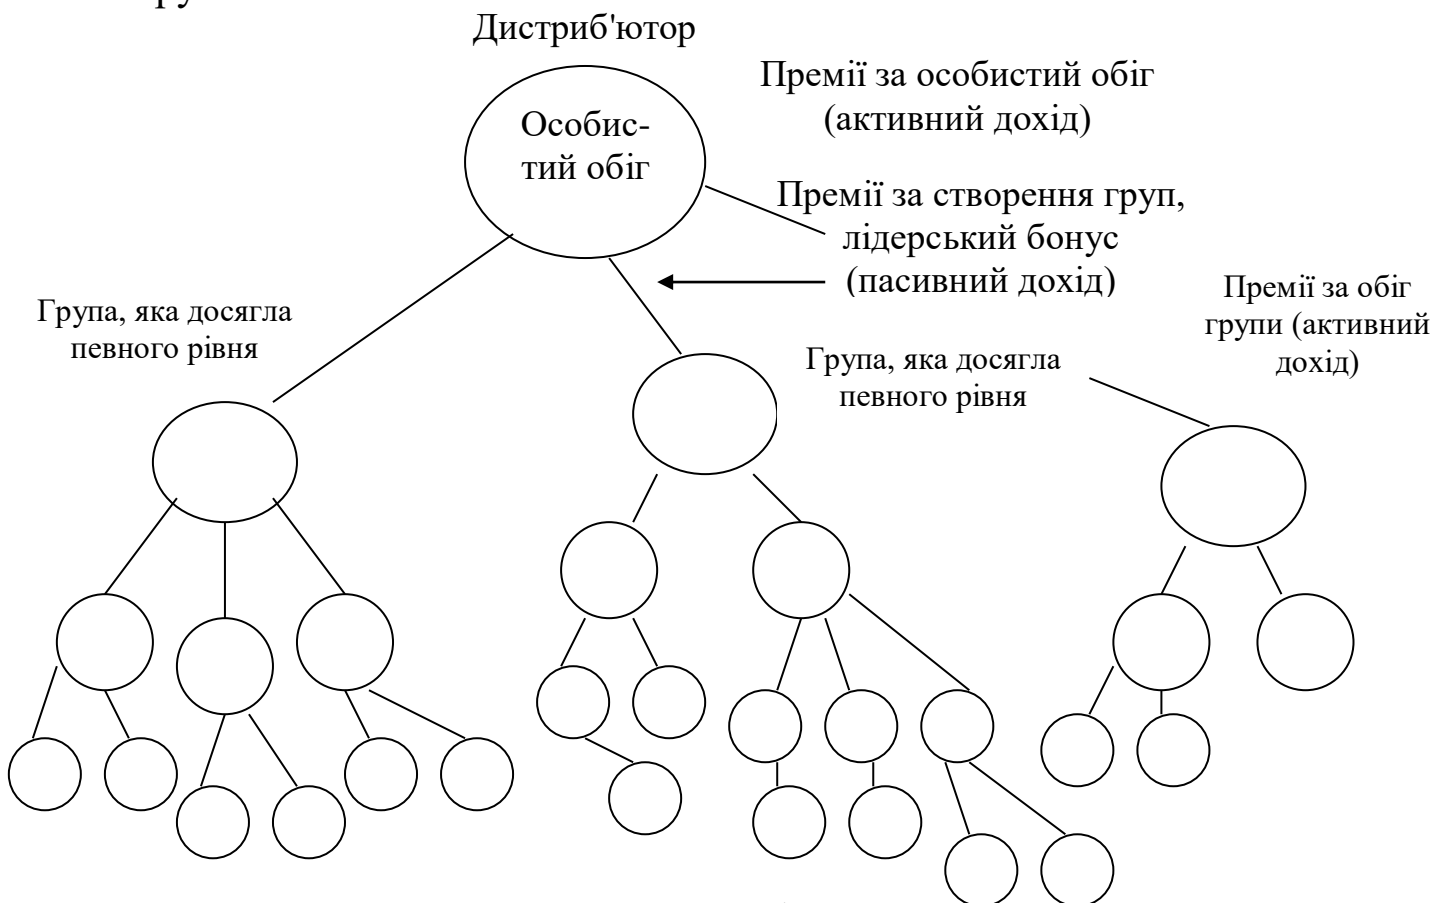 Дистриб'ютор
Премії за особистий обіг
(активний дохід)
Особис-
тий обіг
Премії за створення груп,
лідерський бонус
(пасивний дохід)
Премії за обіг
групи (активний
дохід)
Група, яка досягла
певного рівня
Група, яка досягла
певного рівня